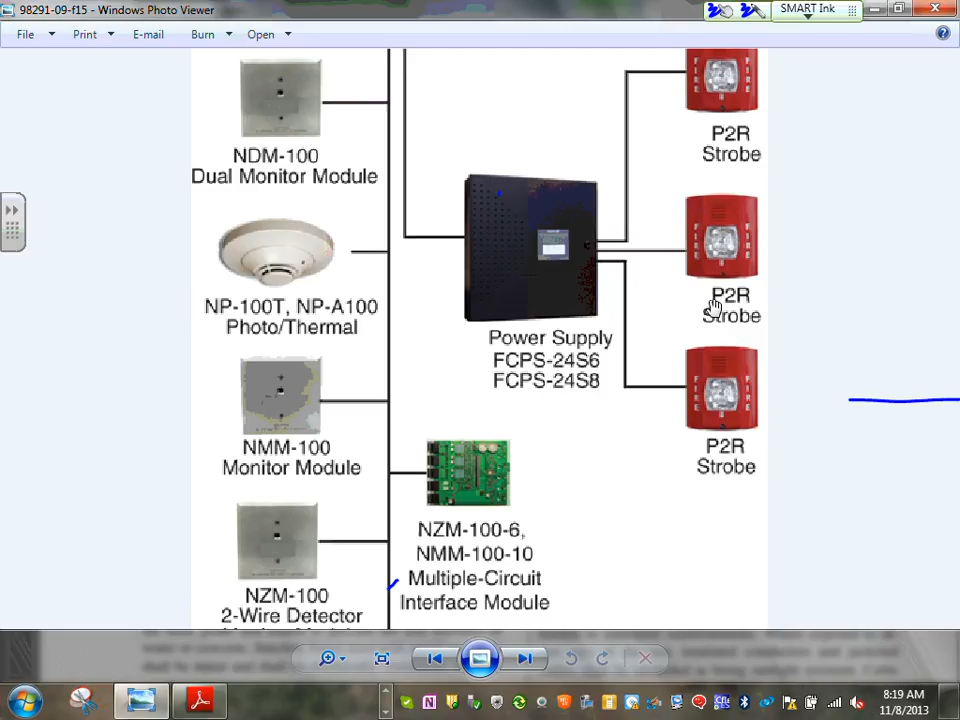 98291-09-f15 - Windows Photo Viewer
SMART Ink
File Print E-mail Burn Open
NDM-100
Dual Monitor Module
P2R
Strobe
NP-100T, NP-A100
Photo/Thermal
P2R
Strobe
Power Supply
FCPS-24S6
FCPS-24S8
NMM-100
Monitor Module
P2R
Strobe
NZM-100-6,
NMM-100-10
Multiple-Circuit
Interface Module
NZM-100
2-Wire Detector
8:19 AM
11/8/2013